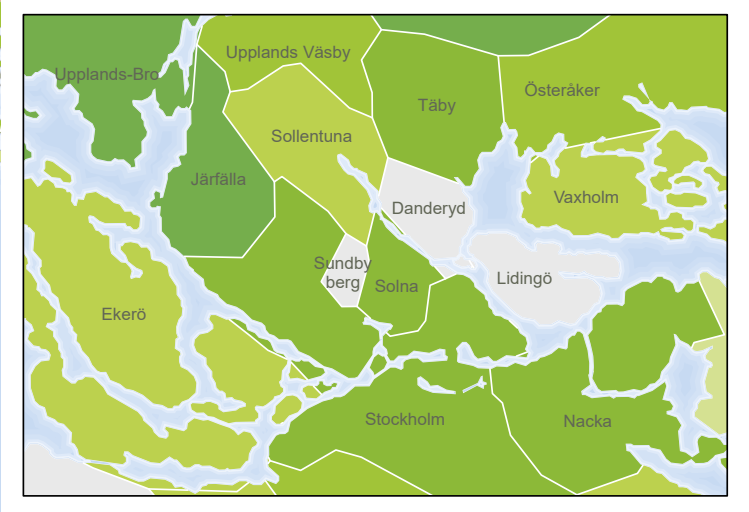 Upplands Väsby
Upplands-Bro
Österåker
Täby
Sollentuna
Järfälla
Vaxholm
Danderyd
Sundby
berg
Lidingö
Solna
Ekerö
Stockholm
Nacka